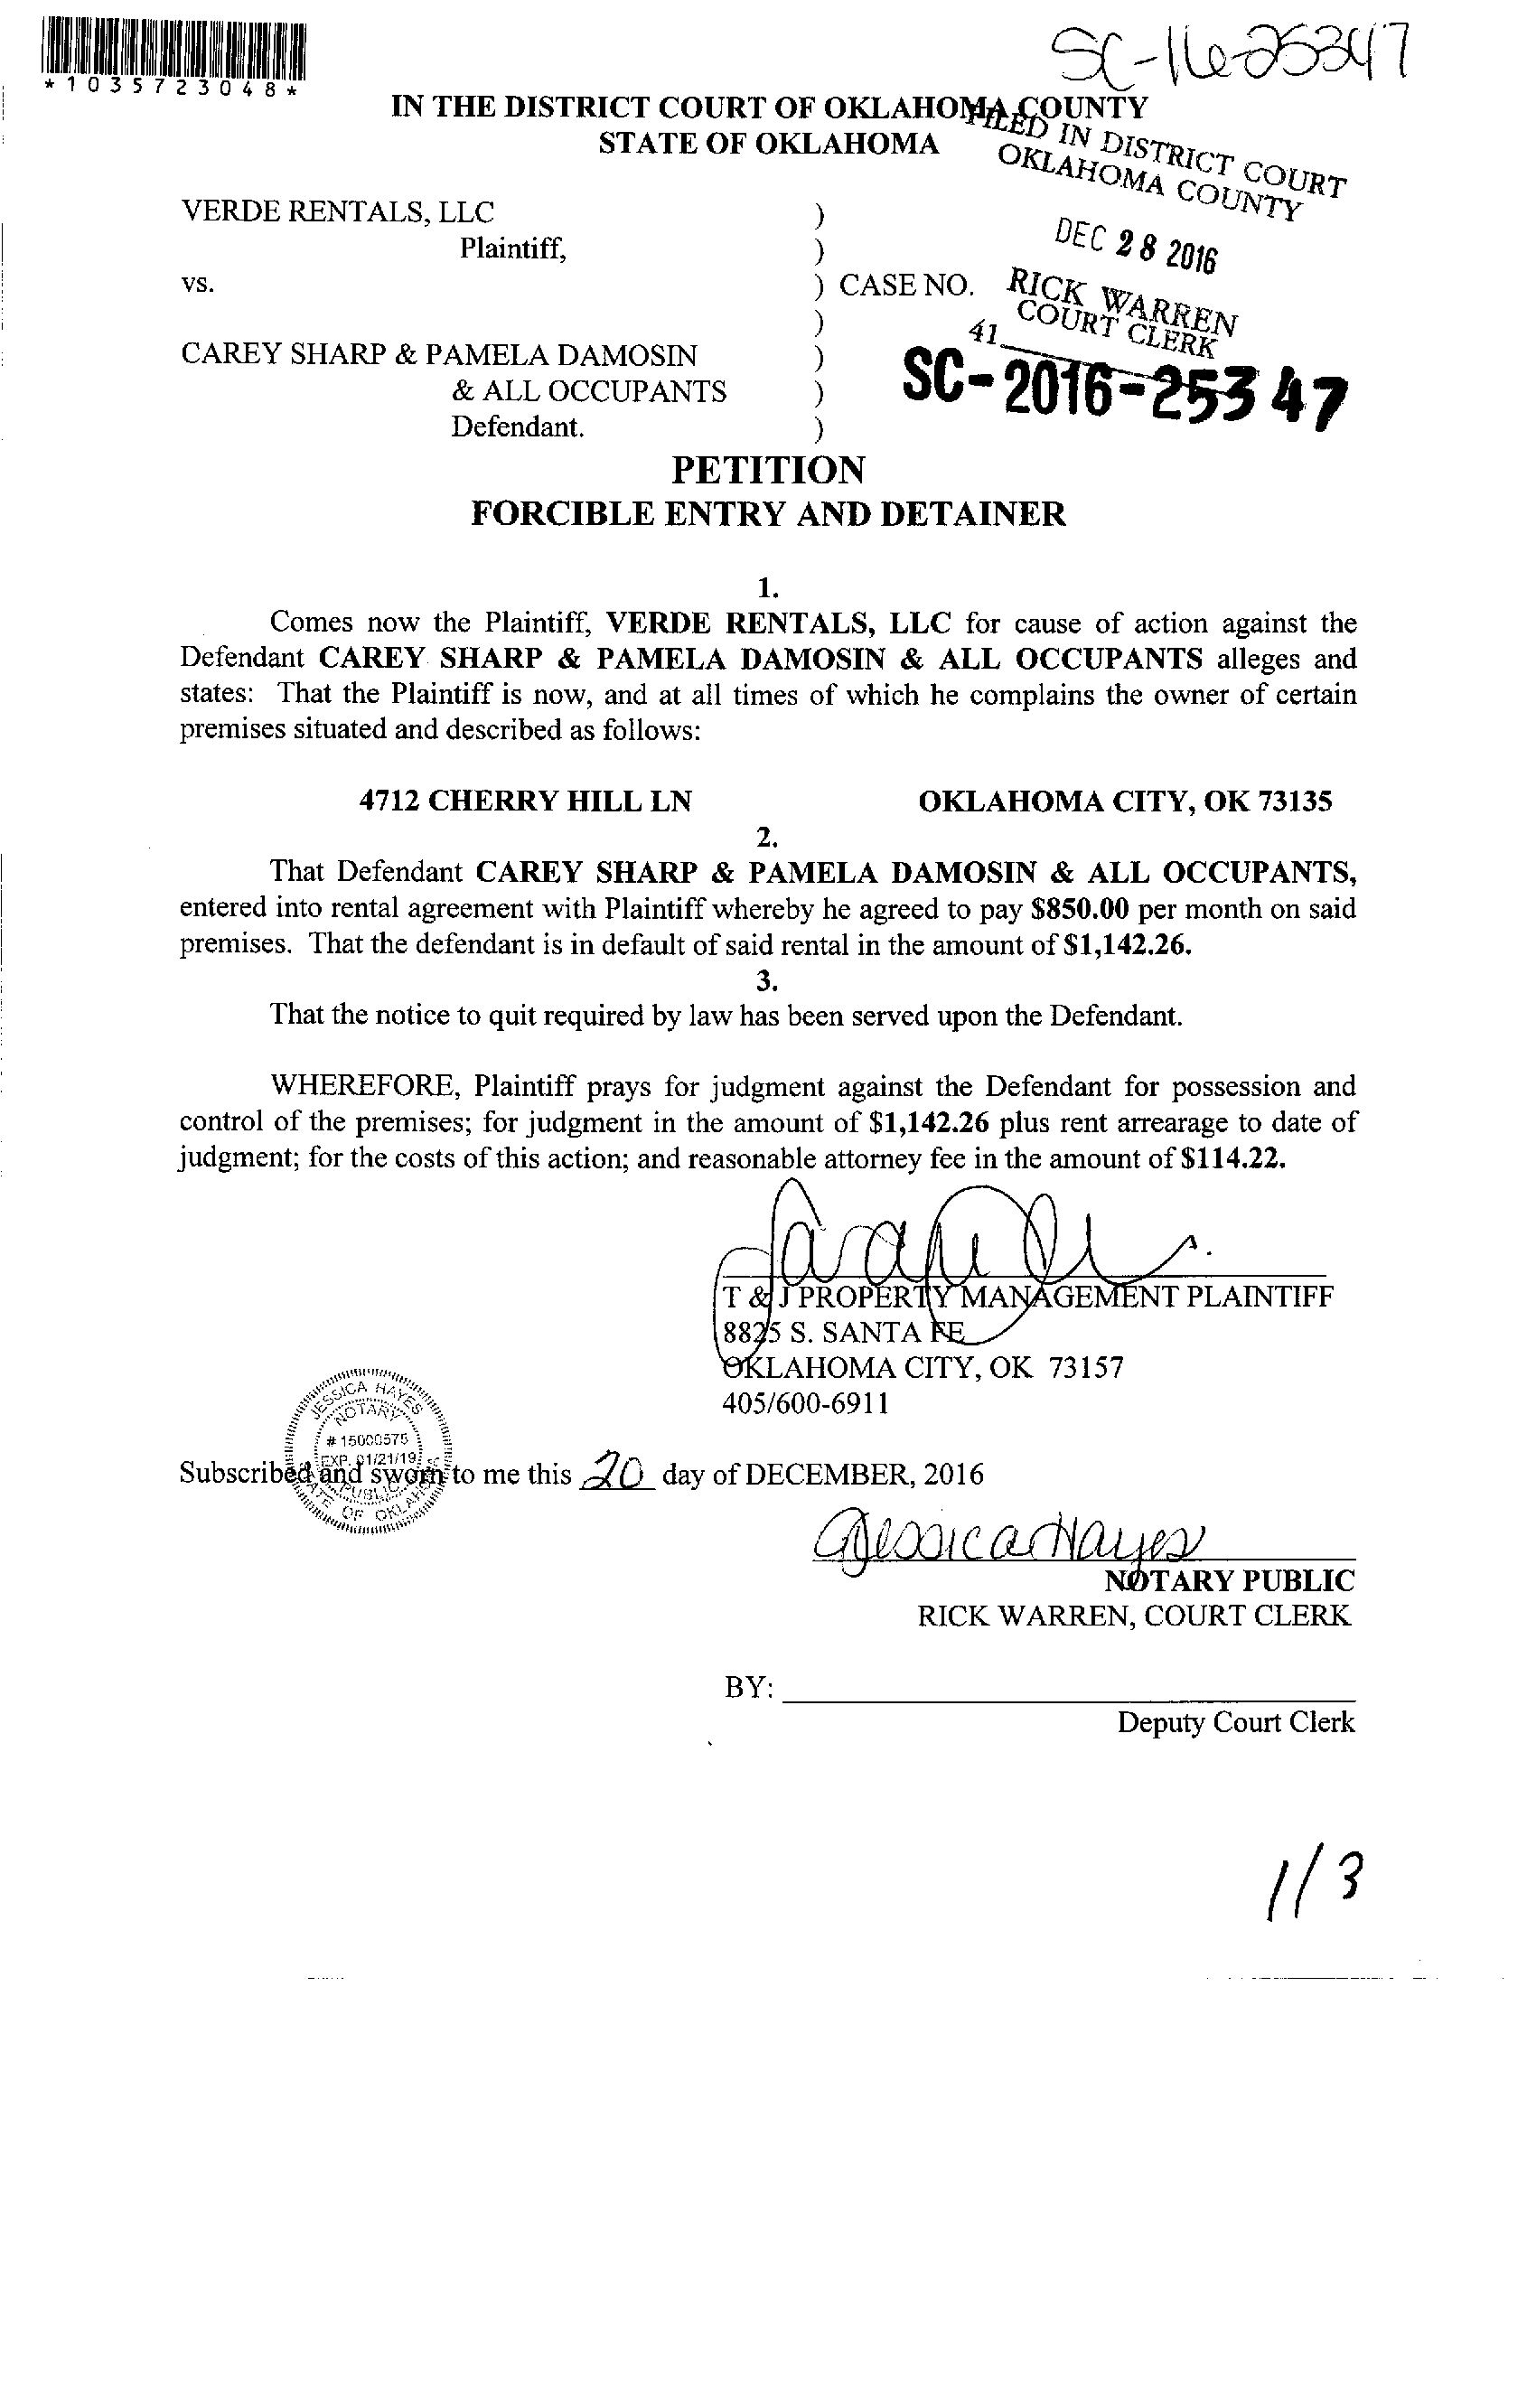 SC-16-25347
*1035723048*
IN THE DISTRICT COURT OF OKLAHOMA COUNTY
STATE OF OKLAHOMA
FILED IN DISTRICT COURT
OKLAHOMA COUNTY
DEC 28 2016
RICK WARREN
COURT CLERK
41
VERDE RENTALS, LLC )
Plaintiff, )
vs. ) CASE NO.
)
CAREY SHARP & PAMELA DAMOSIN )
& ALL OCCUPANTS )
Defendant. )
SC-2016-25347
PETITION
FORCIBLE ENTRY AND DETAINER
1.
Comes now the Plaintiff, VERDE RENTALS, LLC for cause of action against the
Defendant CAREY SHARP & PAMELA DAMOSIN & ALL OCCUPANTS alleges and
states: That the Plaintiff is now, and at all times of which he complains the owner of certain
premises situated and described as follows:
4712 CHERRY HILL LN OKLAHOMA CITY, OK 73135
2.
That Defendant CAREY SHARP & PAMELA DAMOSIN & ALL OCCUPANTS,
entered into rental agreement with Plaintiff whereby he agreed to pay $850.00 per month on said
premises. That the defendant is in default of said rental in the amount of $1,142.26.
3.
That the notice to quit required by law has been served upon the Defendant.
WHEREFORE, Plaintiff prays for judgment against the Defendant for possession and
control of the premises; for judgment in the amount of $1,142.26 plus rent arrearage to date of
judgment; for the costs of this action; and reasonable attorney fee in the amount of $114.22.
T & J PROPERTY MANAGEMENT PLAINTIFF
8825 S. SANTA FE
OKLAHOMA CITY, OK 73157
405/600-6911
JESSICA HAYES
NOTARY
# 15000575
EXP. 01/21/19
PUBLIC
STATE OF OKLAHOMA
Subscribed and sworn to me this 20 day of DECEMBER, 2016
Jessica Hayes
NOTARY PUBLIC
RICK WARREN, COURT CLERK
BY:
Deputy Court Clerk
1/3